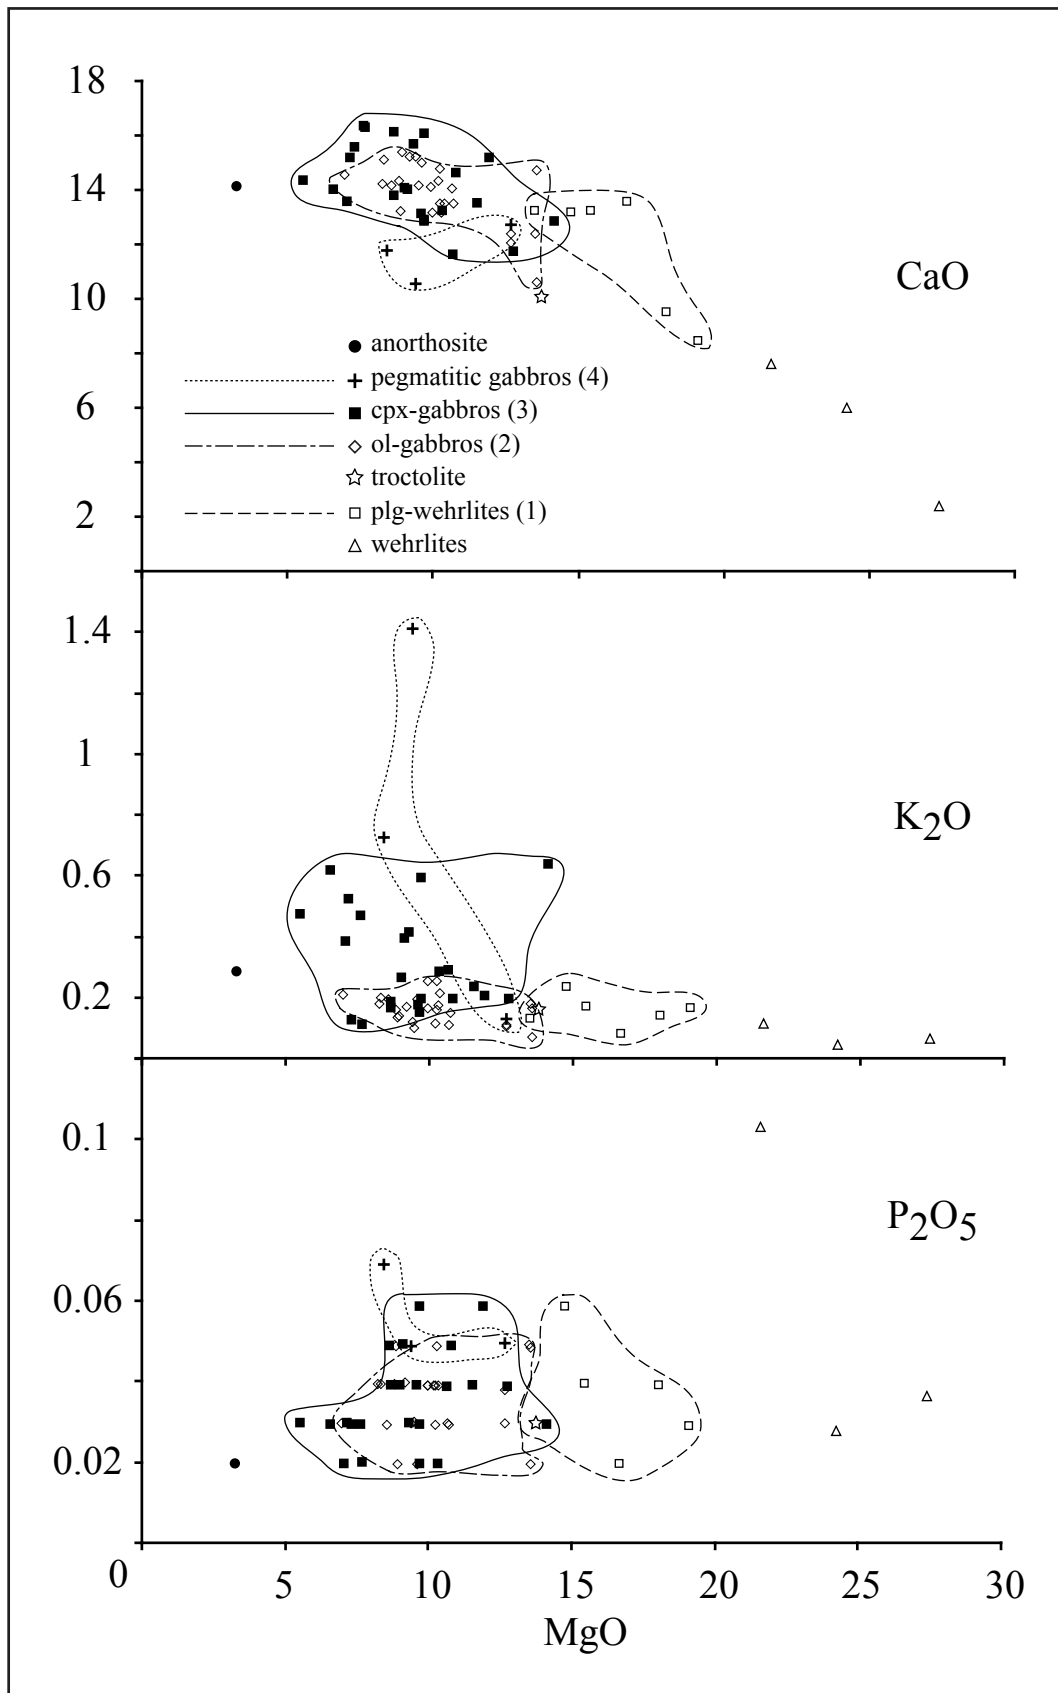 18
14
10
6
2
CaO
anorthosite
pegmatitic gabbros (4)
cpx-gabbros (3)
ol-gabbros (2)
troctolite
plg-wehrlites (1)
wehrlites
1.4
1
0.6
0.2
K2O
0.1
0.06
0.02
P2O5
0 5 10 15 20 25 30
MgO